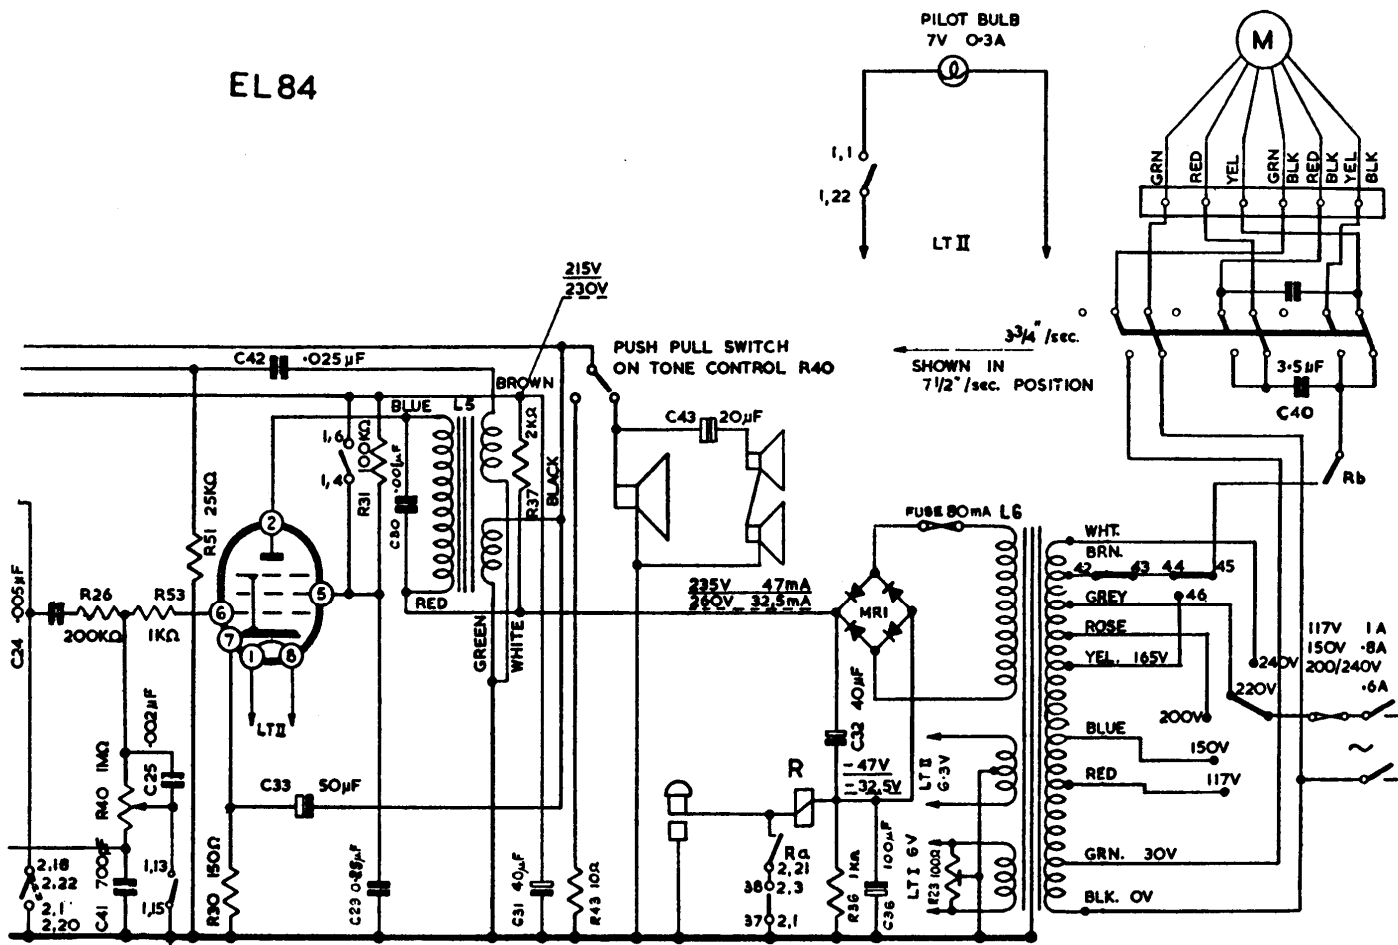 PILOT BULB
7V 0·3A
M
EL84
1,1
1,22
LT II
GRN
RED
YEL
GRN BLK
RED BLK
YEL BLK
215V
230V
3¾"/sec.
SHOWN IN
7 1/2"/sec. POSITION
C42 ·025µF
PUSH PULL SWITCH
ON TONE CONTROL R40
BROWN
BLUE
L5
3·5µF
C40
C43 20µF
1,6
1,4
R31 100KΩ
C30 ·001µF
R37 2KΩ
BLACK
Rb
R51 25KΩ
2
FUSE 80mA L6
WHT.
BRN.
42 43 44 45
46
GREY
C24 ·005µF
R26
200KΩ
R53
1KΩ
6
7
5
1
8
RED
235V 47mA
260V 32,5mA
MR1
GREEN
WHITE
ROSE
YEL. 165V
117V 1A
150V ·8A
200/240V
·6A
240V
220V
200V
LT II
C32 40µF
BLUE
150V
RED
117V
R40 1MΩ
C25 ·002µF
C33 50µF
R
-47V
-32,5V
LT II
6·3V
~
C41 700pF
1,13
1,15
2,18
2,22
2,1
2,20
R30 150Ω
C31 40µF
R43 10Ω
Ra
2,21
38 2,3
37 2,1
R36 1KΩ
C36 100µF
LT I 6V
R23 100Ω
GRN. 30V
BLK. 0V